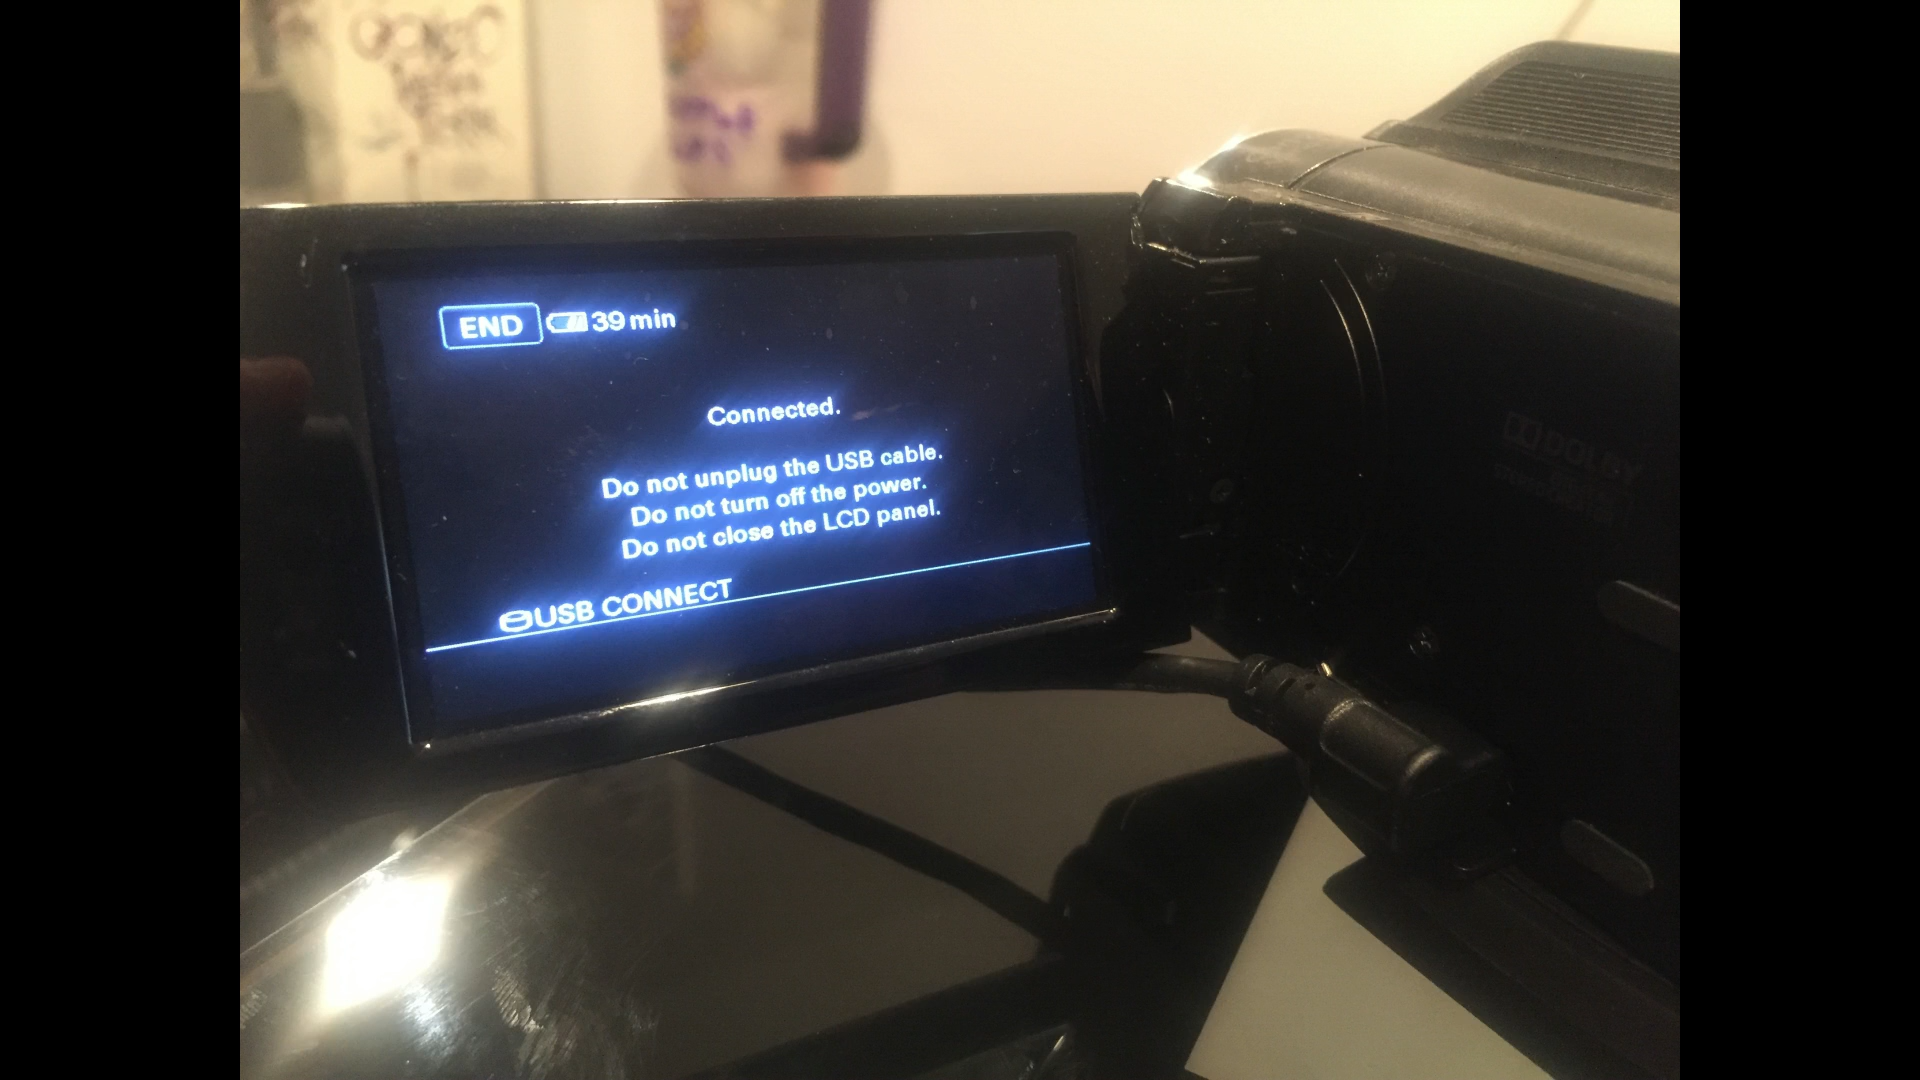 END 39 min
Connected.
Do not unplug the USB cable.
Do not turn off the power.
Do not close the LCD panel.
USB CONNECT
DOLBY